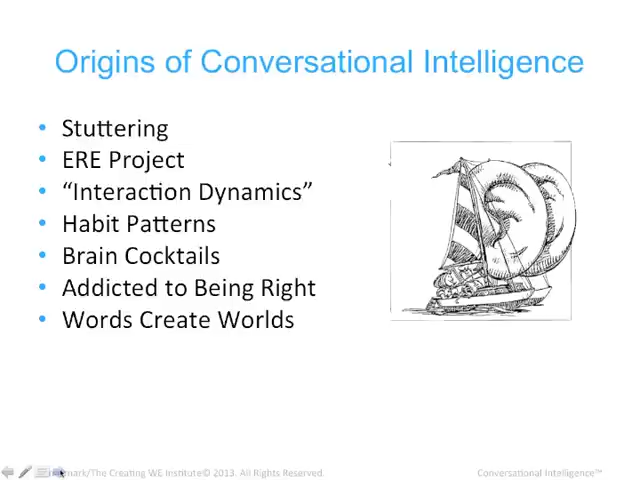 Origins of Conversational Intelligence
• Stuttering
• ERE Project
• “Interaction Dynamics”
• Habit Patterns
• Brain Cocktails
• Addicted to Being Right
• Words Create Worlds
mark/The Creating WE Institute© 2013. All Rights Reserved.
Conversational Intelligence™